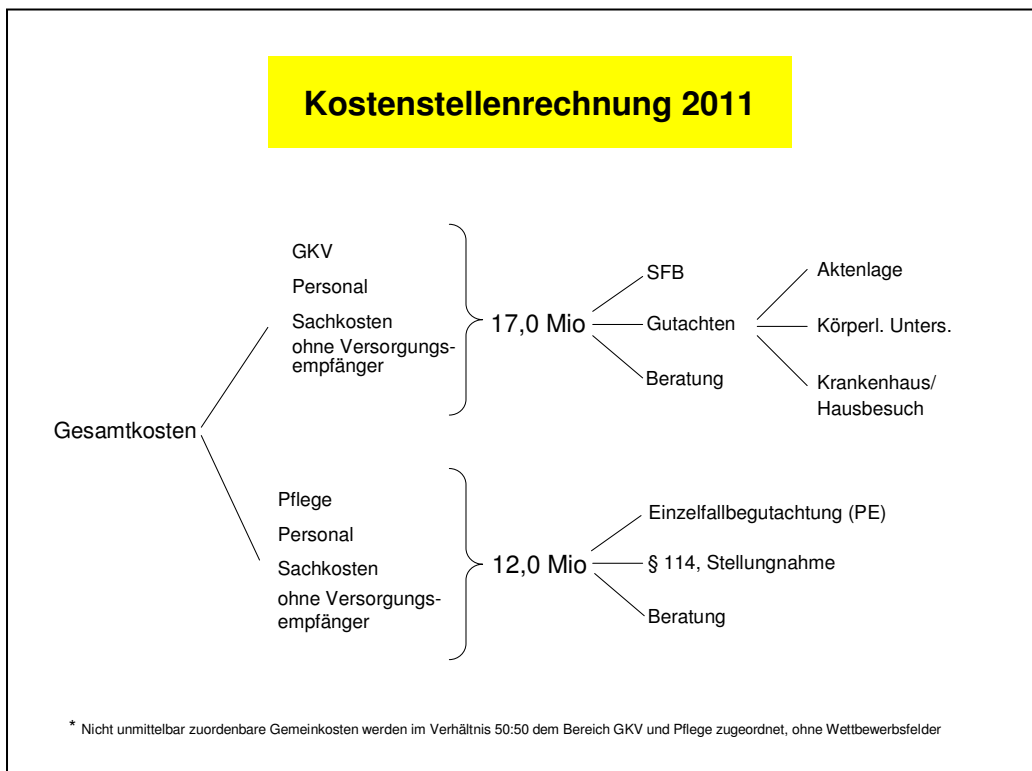 Kostenstellenrechnung 2011
Gesamtkosten
GKV
Personal
Sachkosten
ohne Versorgungs-
empfänger
17,0 Mio
SFB
Gutachten
Beratung
Aktenlage
Körperl. Unters.
Krankenhaus/
Hausbesuch
Pflege
Personal
Sachkosten
ohne Versorgungs-
empfänger
12,0 Mio
Einzelfallbegutachtung (PE)
§ 114, Stellungnahme
Beratung
* Nicht unmittelbar zuordenbare Gemeinkosten werden im Verhältnis 50:50 dem Bereich GKV und Pflege zugeordnet, ohne Wettbewerbsfelder